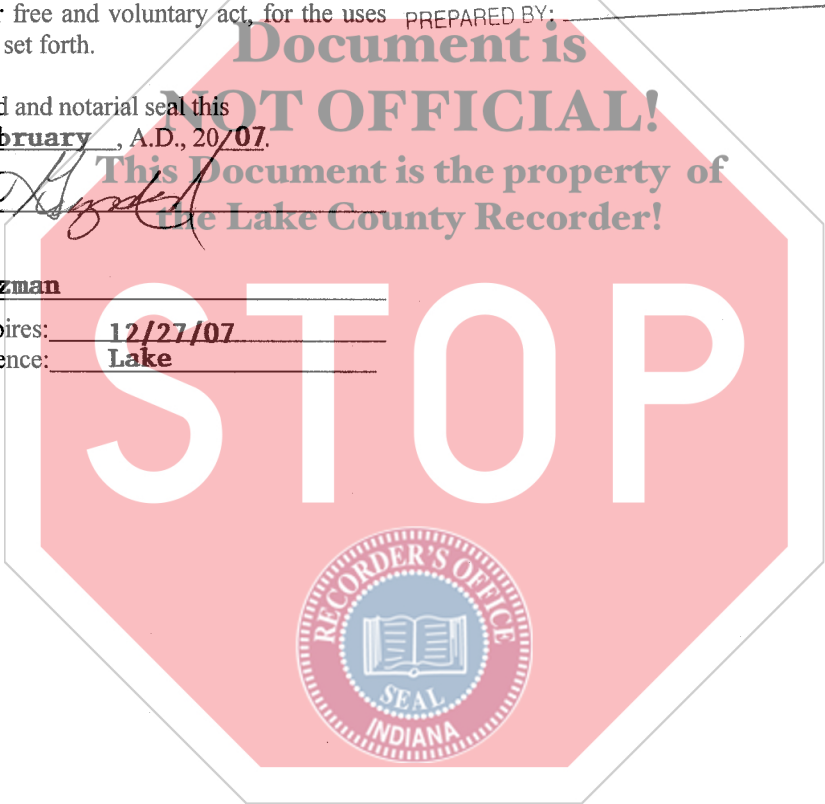 r free and voluntary act, for the uses PREPARED BY:
set forth.
Document is
NOT OFFICIAL!
d and notarial seal this
bruary, A.D., 20/07.
This Document is the property of
the Lake County Recorder!
zman
ires: 12/27/07
ence: Lake
STOP
RECORDER'S OFFICE
SEAL
INDIANA